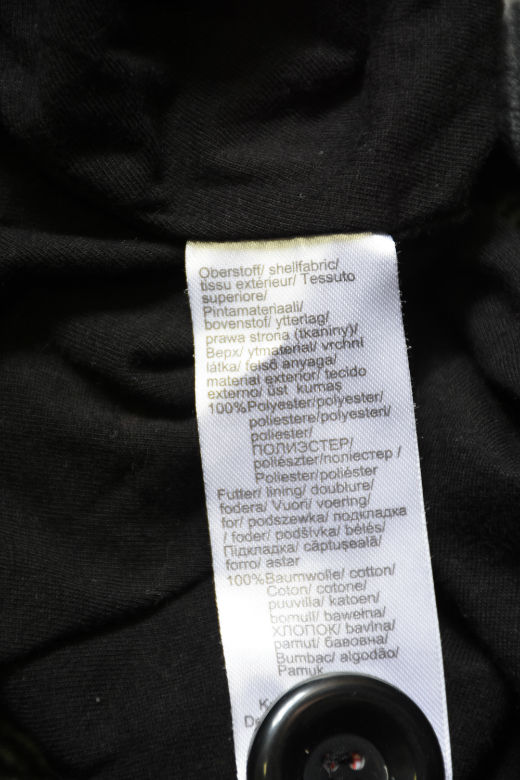 Oberstoff/ shellfabric/
tissu extérieur/ Tessuto
superiore/
Pintamateriaali/
bovenstof/ ytterlag/
prawa strona (tkaniny)/
Верх/ ytmaterial/ vrchní
látka/ felső anyaga/
material exterior/ tecido
externo/ üst kumaş
100%Polyester/polyester/
poliestere/polyesteri/
poliester/
ПОЛИЭСТЕР/
poliészter/поліестер /
Poliester/poliéster
Futter/ lining/ doublure/
fodera/ Vuori/ voering/
for/ podszewka/ подкладка
/ foder/ podšívka/ bélés/
Підкладка/ căptuşeală/
forro/ astar
100%Baumwolle/ cotton/
Coton/ cotone/
puuvilla/ katoen/
bomull/ bawełna/
ХЛОПОК/ bavlna/
pamut/ бавовна/
Bumbac/ algodão/
Pamuk